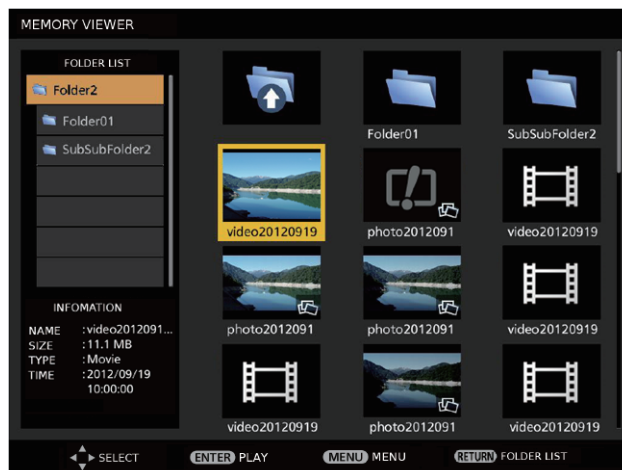 MEMORY VIEWER
FOLDER LIST
Folder2
Folder01
SubSubFolder2
INFOMATION
NAME :video2012091...
SIZE :11.1 MB
TYPE :Movie
TIME :2012/09/19
10:00:00
Folder01 SubSubFolder2
video20120919 photo2012091 video20120919
photo2012091 photo2012091 video20120919
video20120919 photo2012091 video20120919
SELECT ENTER PLAY MENU MENU RETURN FOLDER LIST